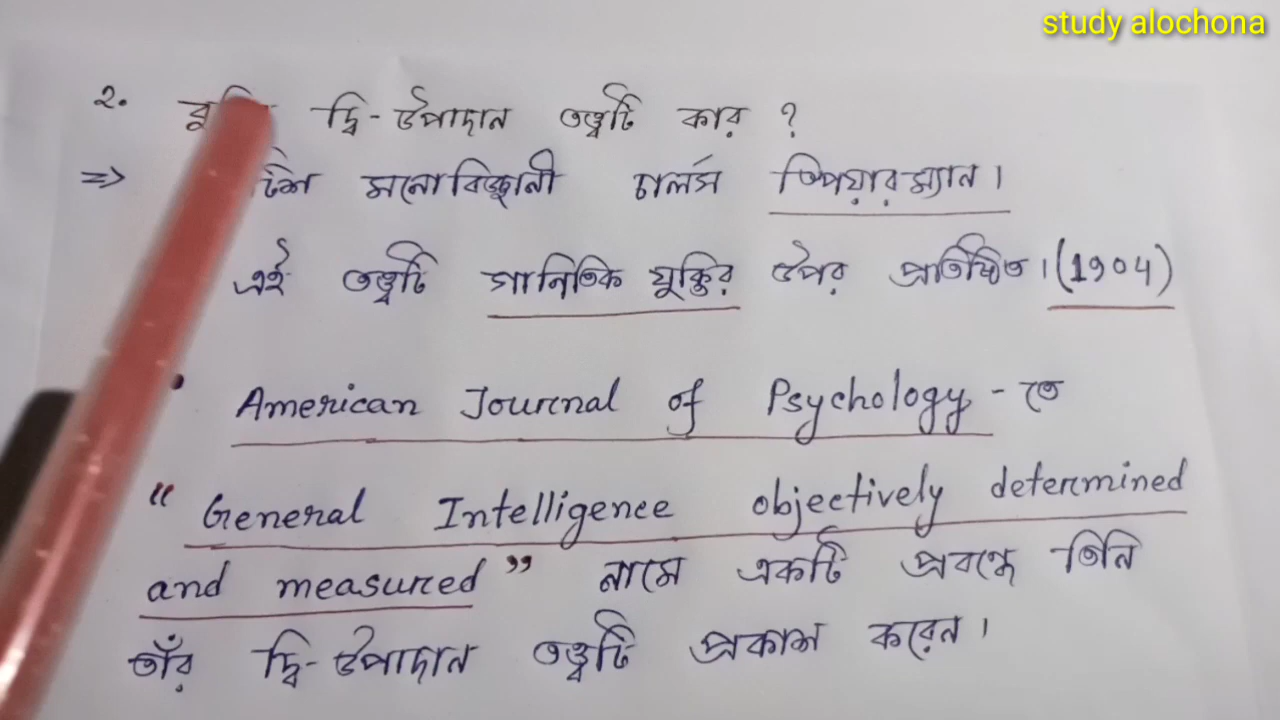 study alochona
২. দ্বি-উপাদান তত্ত্বটি কার ?
⇒ মনোবিজ্ঞানী চার্লস স্পিয়ারম্যান।
এই তত্ত্বটি গানিতিক যুক্তির উপর প্রতিষ্ঠিত। (1904)
• American Journal of Psychology - তে
" General Intelligence objectively determined
and measured " নামে একটি প্রবন্ধে তিনি
তাঁর দ্বি-উপাদান তত্ত্বটি প্রকাশ করেন।